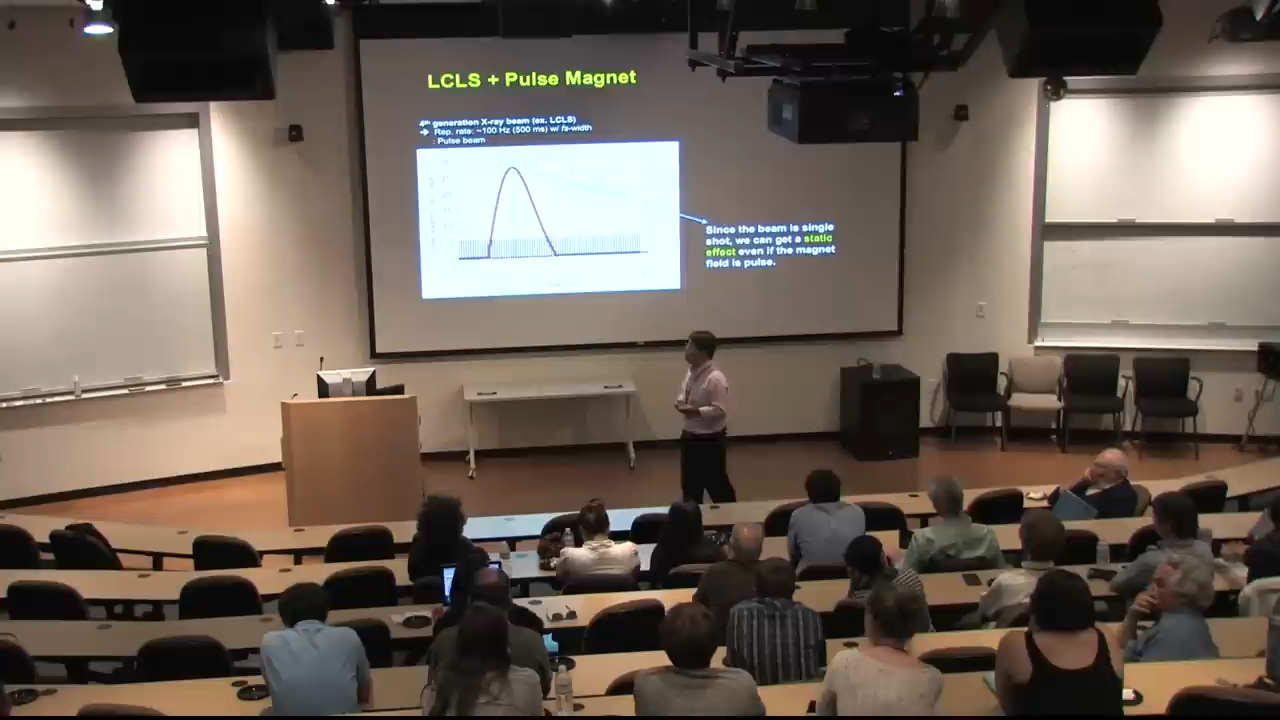 LCLS + Pulse Magnet
4th generation X-ray beam (ex. LCLS)
➔ Rep. rate: ~100 Hz (500 ms) w/ fs-width
: Pulse beam
Since the beam is single
shot, we can get a static
effect even if the magnet
field is pulse.